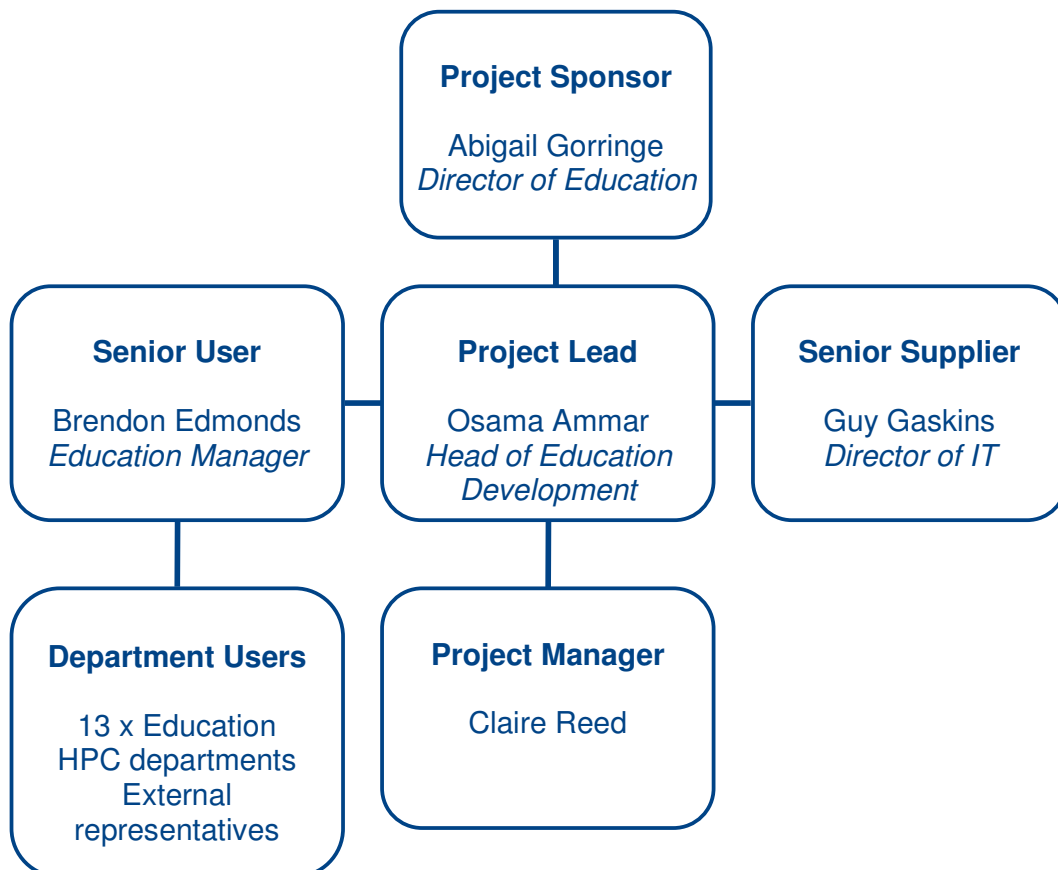 Project Sponsor
Abigail Gorringe
Director of Education
Senior User
Brendon Edmonds
Education Manager
Project Lead
Osama Ammar
Head of Education
Development
Senior Supplier
Guy Gaskins
Director of IT
Department Users
13 x Education
HPC departments
External
representatives
Project Manager
Claire Reed